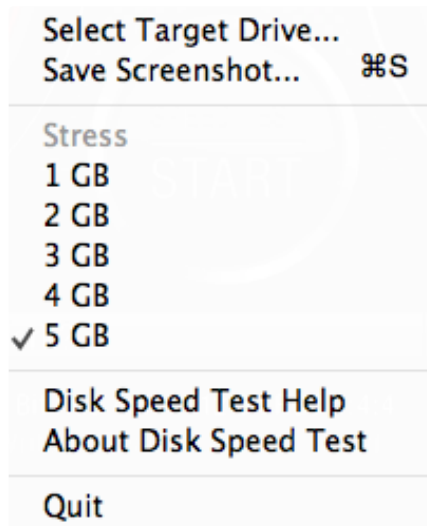 Select Target Drive...
Save Screenshot... ⌘S
Stress
START
1 GB
2 GB
3 GB
4 GB
✓ 5 GB
Disk Speed Test Help
About Disk Speed Test
Quit